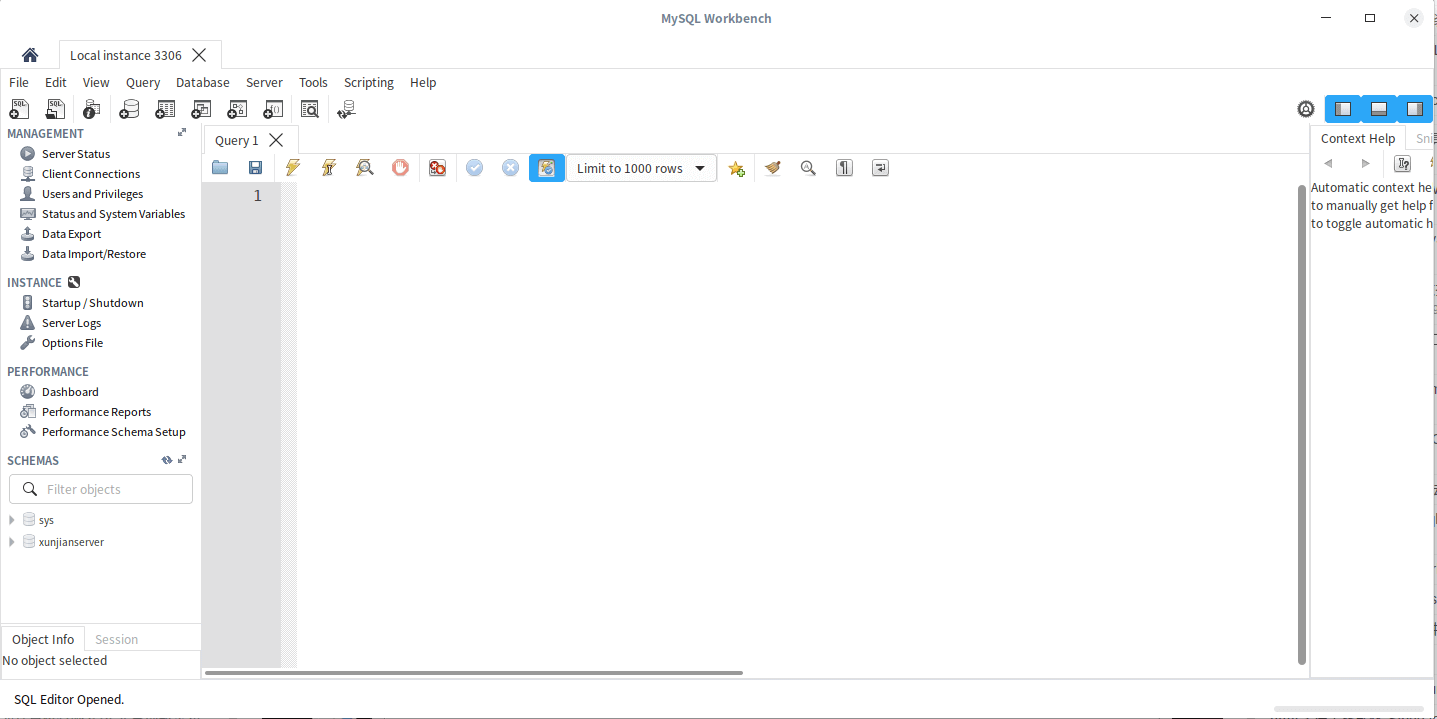 MySQL Workbench
Local instance 3306
File Edit View Query Database Server Tools Scripting Help
MANAGEMENT
Server Status
Client Connections
Users and Privileges
Status and System Variables
Data Export
Data Import/Restore
INSTANCE
Startup / Shutdown
Server Logs
Options File
PERFORMANCE
Dashboard
Performance Reports
Performance Schema Setup
SCHEMAS
Filter objects
sys
xunjianserver
Object Info Session
No object selected
Query 1
Limit to 1000 rows
1
Context Help Sni
Automatic context he
to manually get help f
to toggle automatic h
SQL Editor Opened.